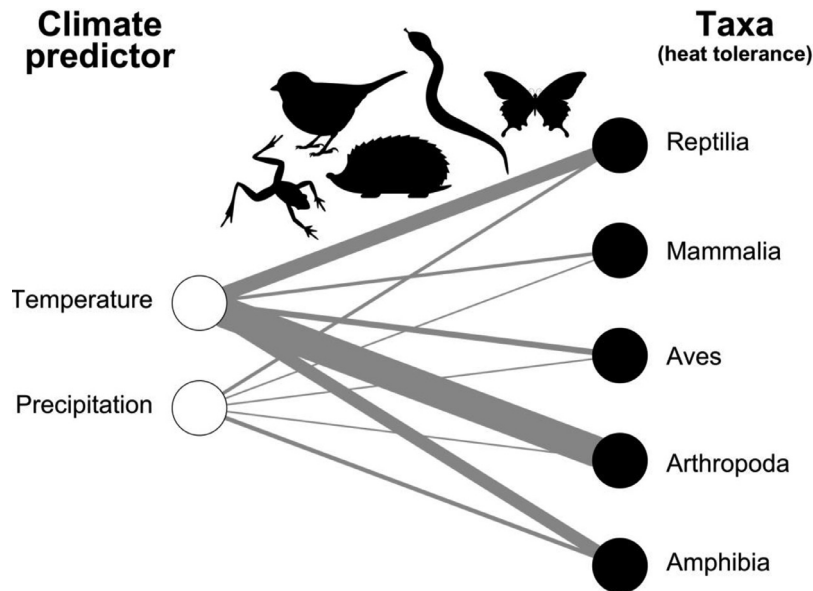 Climate
predictor
Taxa
(heat tolerance)
Reptilia
Mammalia
Temperature
Aves
Precipitation
Arthropoda
Amphibia